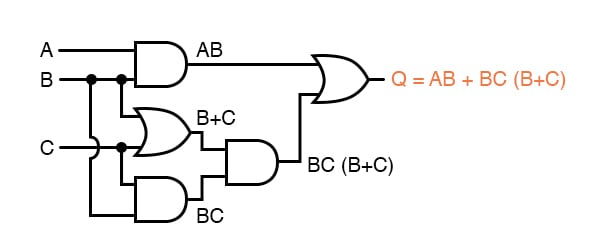 A
AB
B
Q = AB + BC (B+C)
B+C
C
BC (B+C)
BC